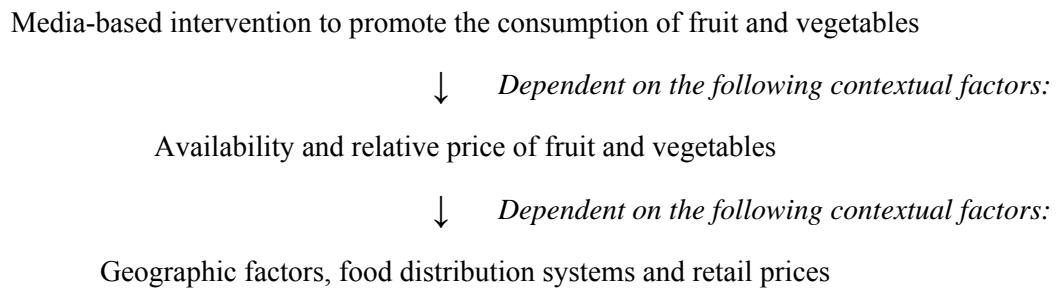 Media-based intervention to promote the consumption of fruit and vegetables
↓ Dependent on the following contextual factors:
Availability and relative price of fruit and vegetables
↓ Dependent on the following contextual factors:
Geographic factors, food distribution systems and retail prices